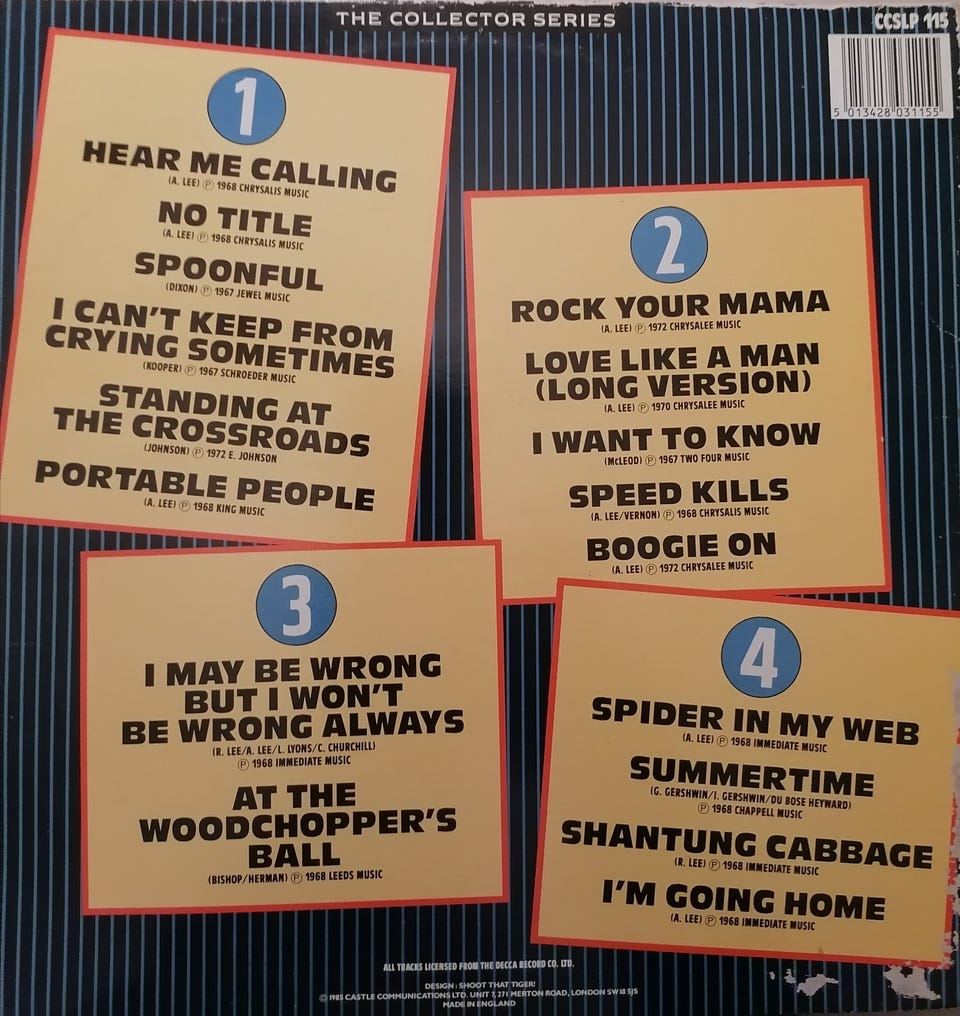 THE COLLECTOR SERIES
CCSLP 115
5 013428 031155
1
HEAR ME CALLING
(A. LEE) Ⓟ 1968 CHRYSALIS MUSIC
NO TITLE
(A. LEE) Ⓟ 1968 CHRYSALIS MUSIC
SPOONFUL
(DIXON) Ⓟ 1967 JEWEL MUSIC
I CAN'T KEEP FROM
CRYING SOMETIMES
(KOOPER) Ⓟ 1967 SCHROEDER MUSIC
STANDING AT
THE CROSSROADS
(JOHNSON) Ⓟ 1972 E. JOHNSON
PORTABLE PEOPLE
(A. LEE) Ⓟ 1968 KING MUSIC
2
ROCK YOUR MAMA
(A. LEE) Ⓟ 1972 CHRYSALEE MUSIC
LOVE LIKE A MAN
(LONG VERSION)
(A. LEE) Ⓟ 1970 CHRYSALEE MUSIC
I WANT TO KNOW
(McLEOD) Ⓟ 1967 TWO FOUR MUSIC
SPEED KILLS
(A. LEE/VERNON) Ⓟ 1968 CHRYSALIS MUSIC
BOOGIE ON
(A. LEE) Ⓟ 1972 CHRYSALEE MUSIC
3
I MAY BE WRONG
BUT I WON'T
BE WRONG ALWAYS
(R. LEE/A. LEE/L. LYONS/C. CHURCHILL)
Ⓟ 1968 IMMEDIATE MUSIC
AT THE
WOODCHOPPER'S
BALL
(BISHOP/HERMAN) Ⓟ 1968 LEEDS MUSIC
4
SPIDER IN MY WEB
(A. LEE) Ⓟ 1968 IMMEDIATE MUSIC
SUMMERTIME
(G. GERSHWIN/I. GERSHWIN/DU BOSE HEYWARD)
Ⓟ 1968 CHAPPELL MUSIC
SHANTUNG CABBAGE
(R. LEE) Ⓟ 1968 IMMEDIATE MUSIC
I'M GOING HOME
(A. LEE) Ⓟ 1968 IMMEDIATE MUSIC
ALL TRACKS LICENSED FROM THE DECCA RECORD CO. LTD.
DESIGN: SHOOT THAT TIGER!
© 1985 CASTLE COMMUNICATIONS LTD. UNIT 7, 271 MERTON ROAD, LONDON SW18 5JS
MADE IN ENGLAND